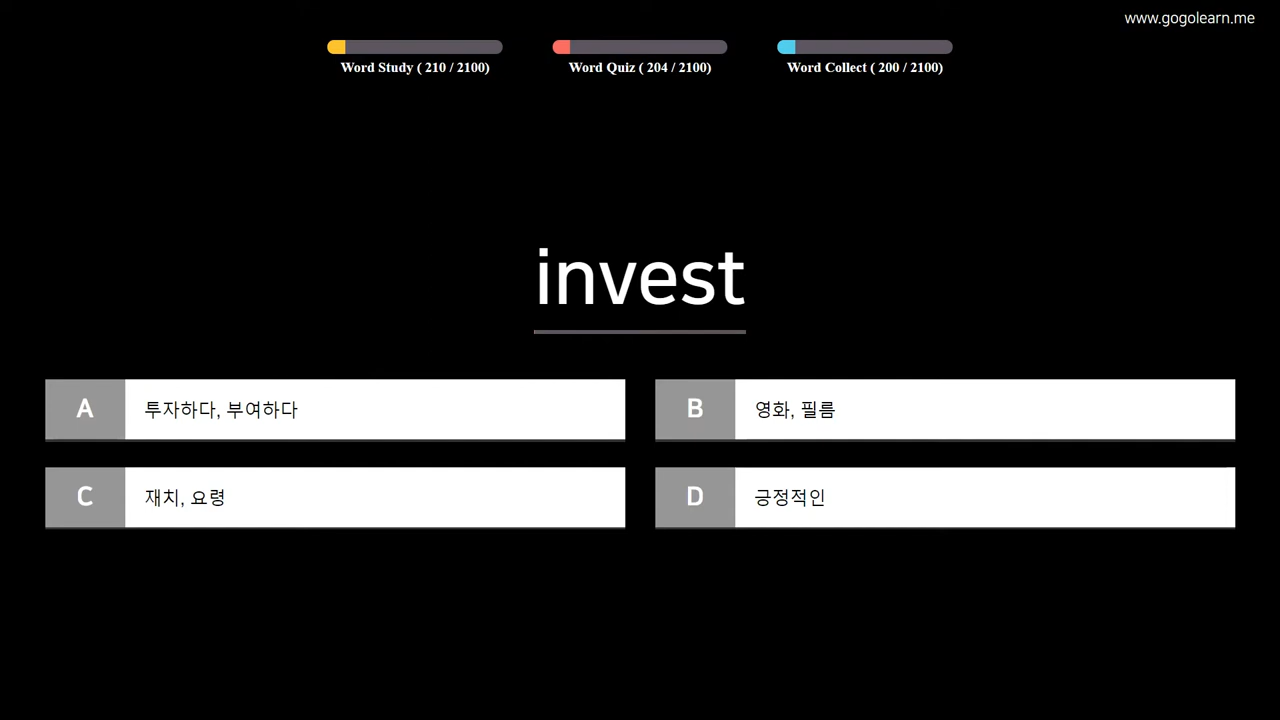 www.gogolearn.me
Word Study ( 210 / 2100)
Word Quiz ( 204 / 2100)
Word Collect ( 200 / 2100)
invest
A 투자하다, 부여하다
B 영화, 필름
C 재치, 요령
D 긍정적인